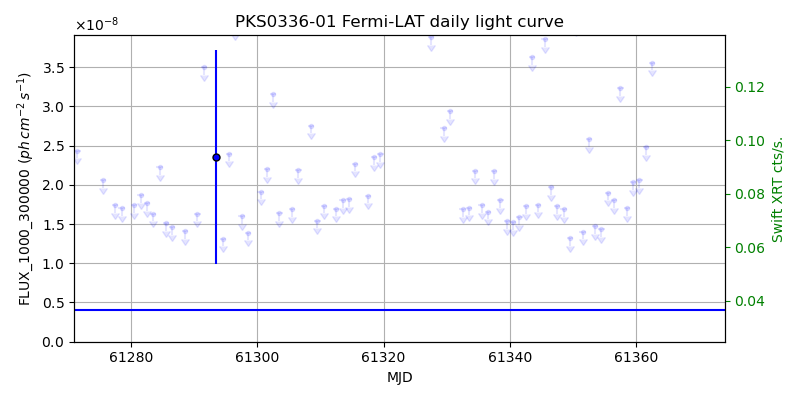 PKS0336-01 Fermi-LAT daily light curve
×10⁻⁸
3.5
3.0
2.5
2.0
1.5
1.0
0.5
0.0
FLUX_1000_300000 (ph cm⁻² s⁻¹)
0.12
0.10
0.08
0.06
0.04
Swift XRT cts/s.
61280 61300 61320 61340 61360
MJD